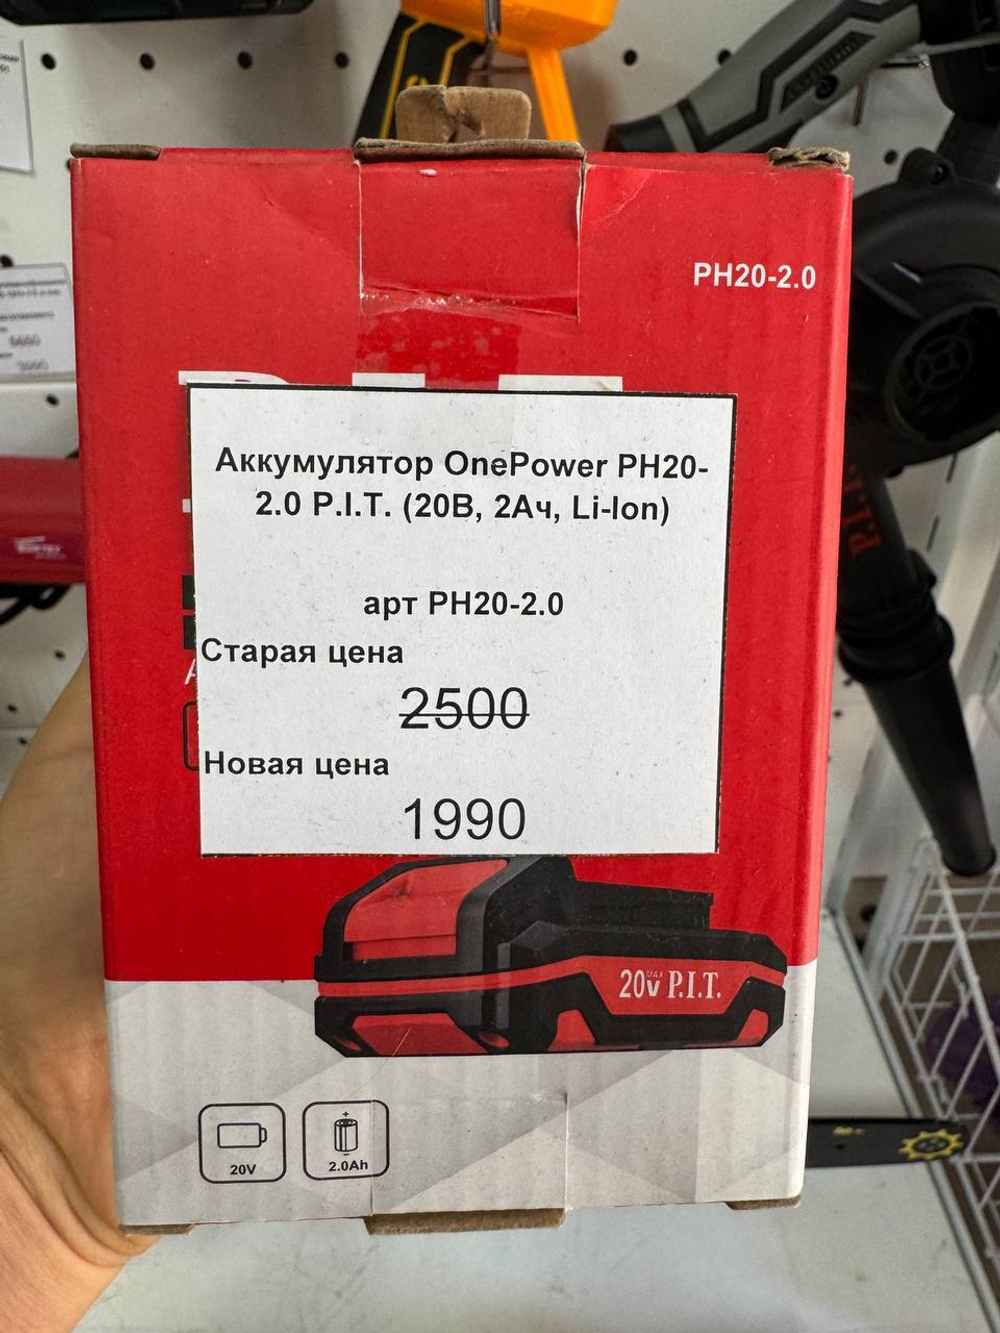 PH20-2.0
Аккумулятор OnePower PH20-
2.0 P.I.T. (20В, 2Ач, Li-Ion)
арт PH20-2.0
Старая цена
2500
Новая цена
1990
20V MAX P.I.T.
20V
2.0Ah
P.I.T.